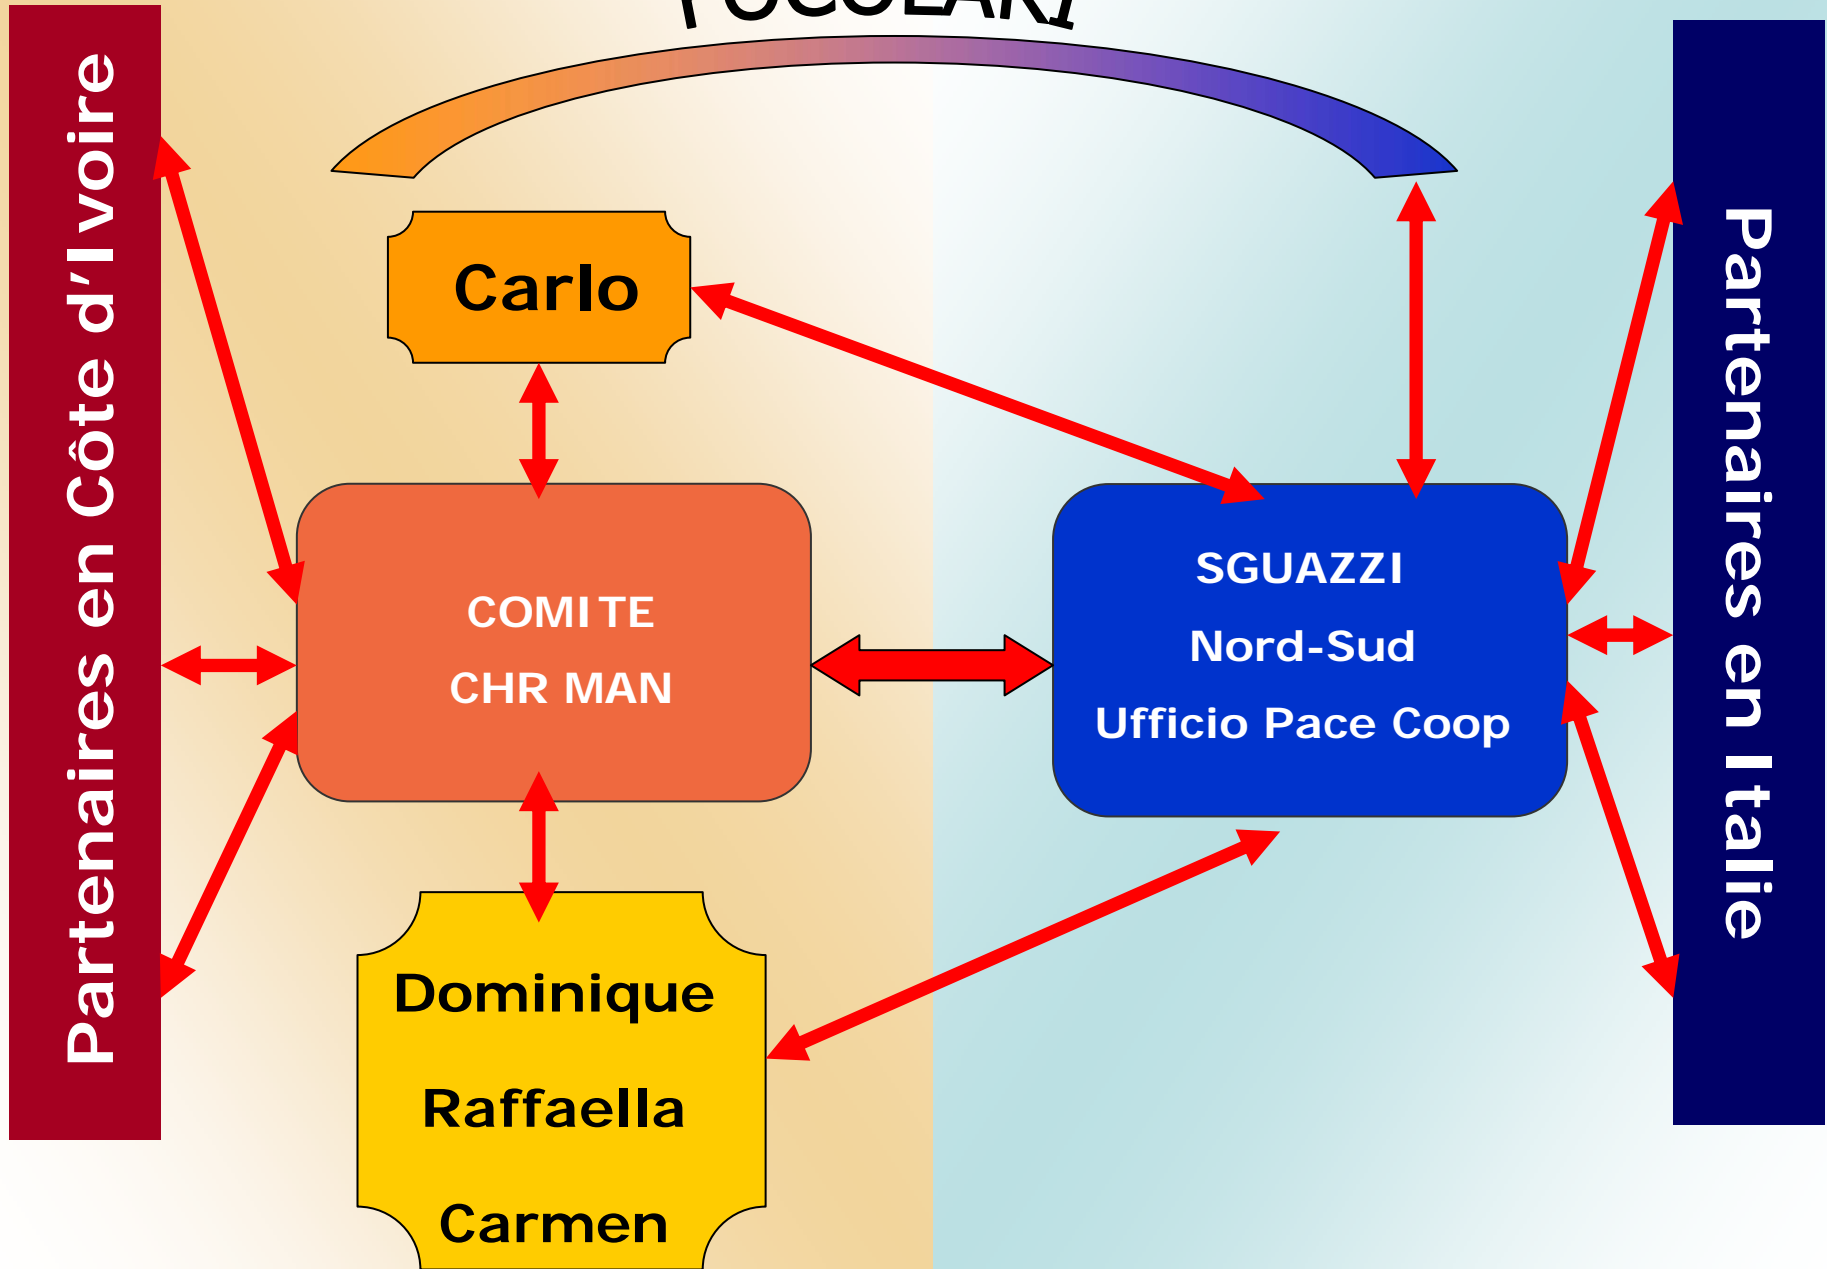 Partenaires en Côte d'Ivoire
Carlo
COMITE
CHR MAN
SGUAZZI
Nord-Sud
Ufficio Pace Coop
Dominique
Raffaella
Carmen
Partenaires en Italie